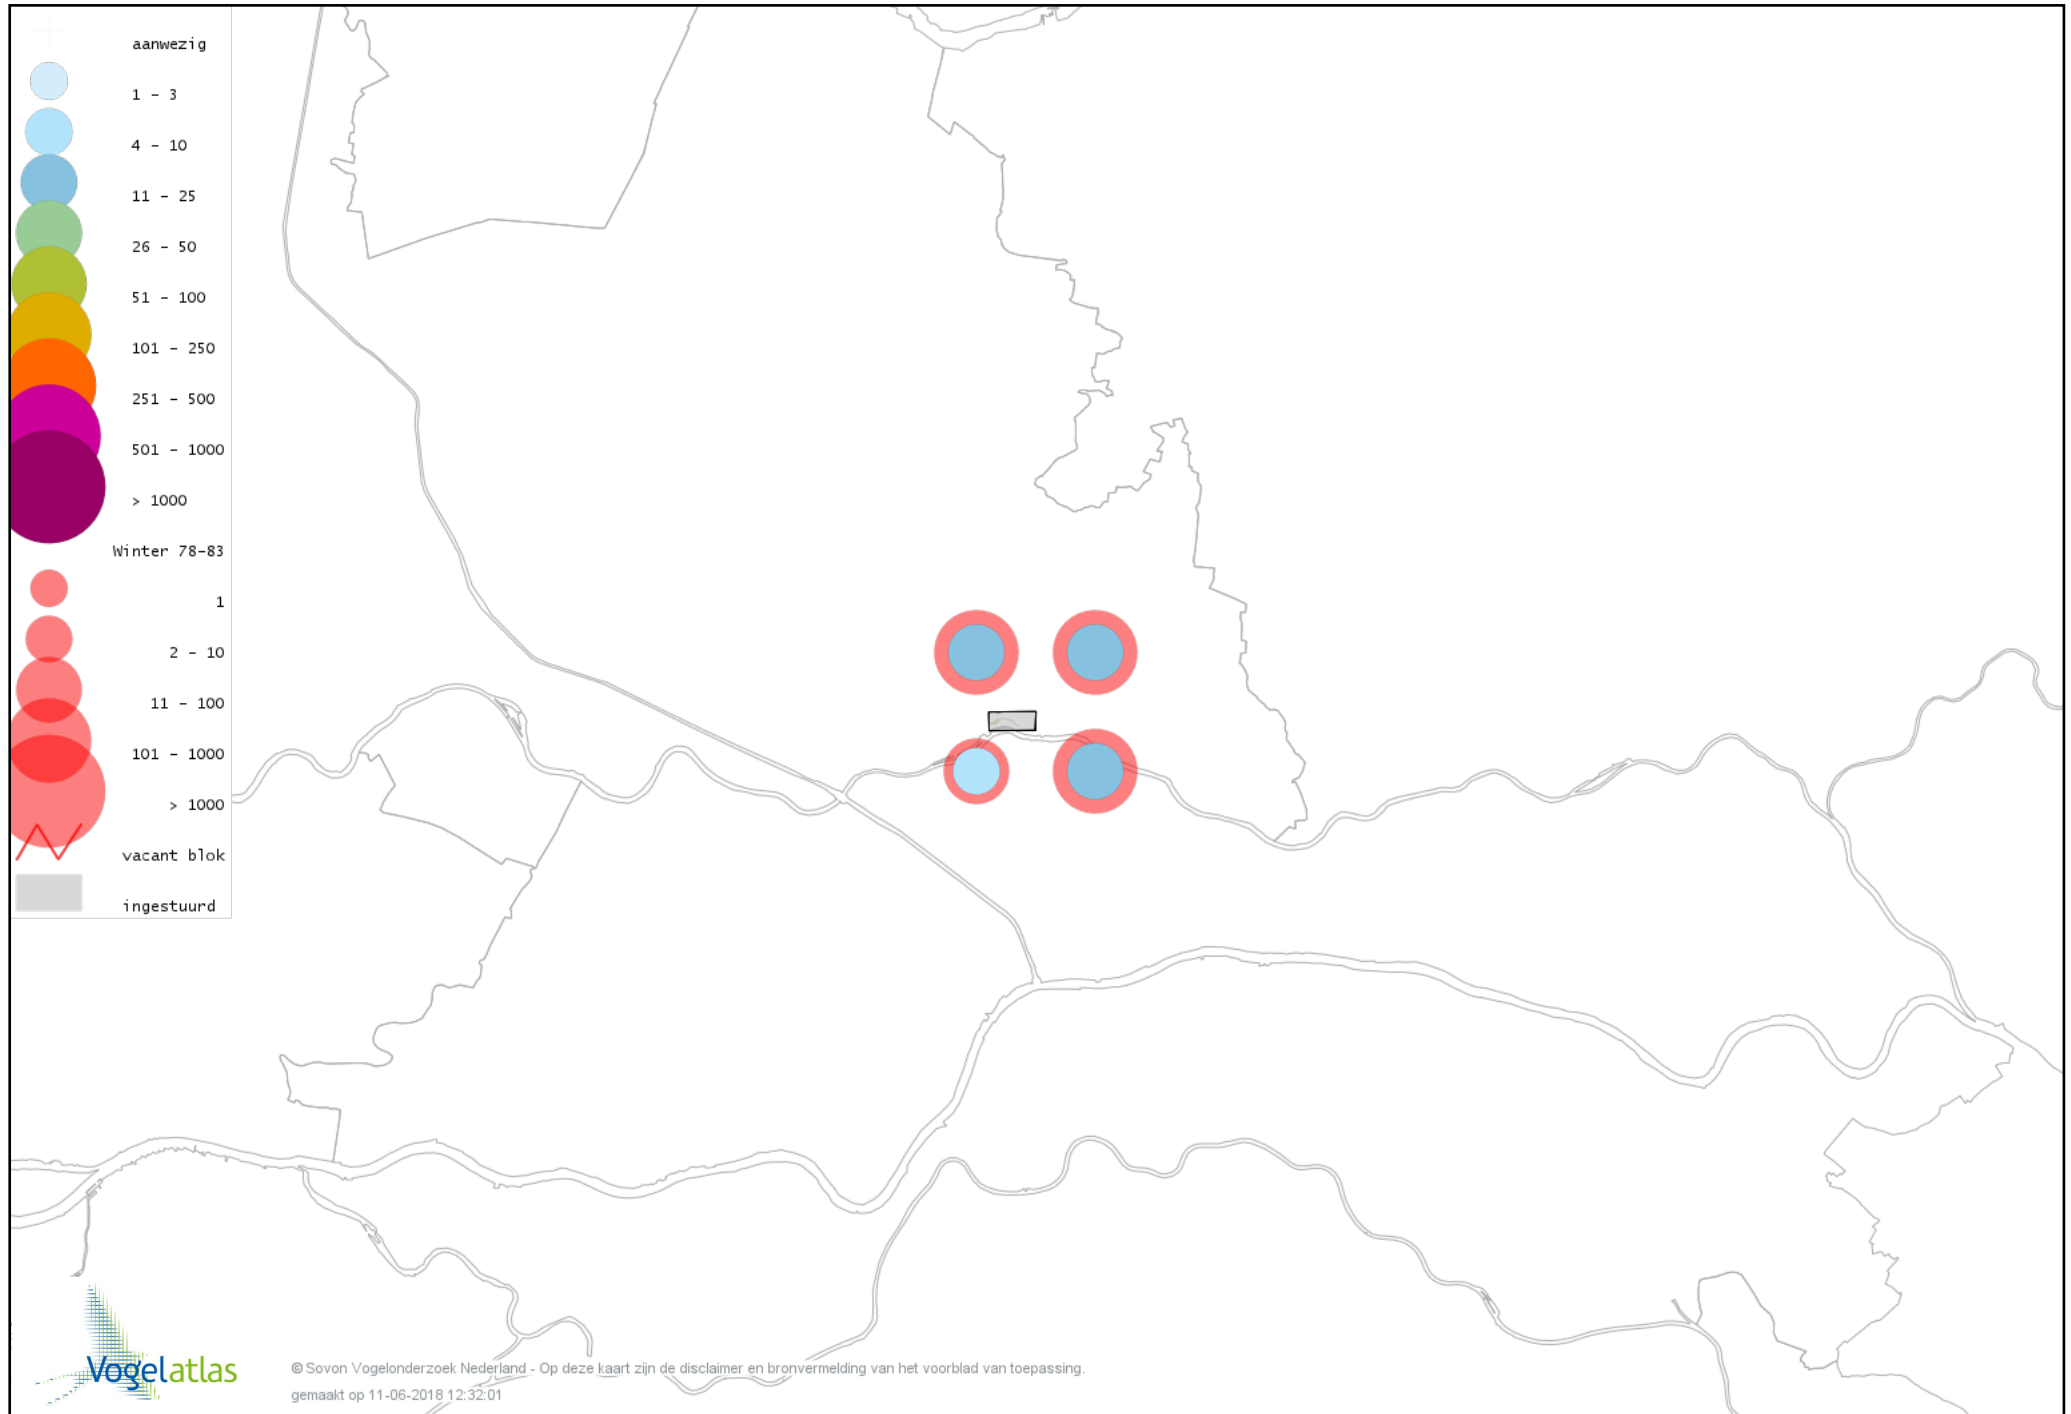 aanwezig
1 - 3
4 - 10
11 - 25
26 - 50
51 - 100
101 - 250
251 - 500
501 - 1000
> 1000
Winter 78-83
1
2 - 10
11 - 100
101 - 1000
> 1000
vacant blok
ingestuurd
Vogelatlas
© Sovon Vogelonderzoek Nederland - Op deze kaart zijn de disclaimer en bronvermelding van het voorblad van toepassing.
gemaakt op 11-06-2018 12:32:01